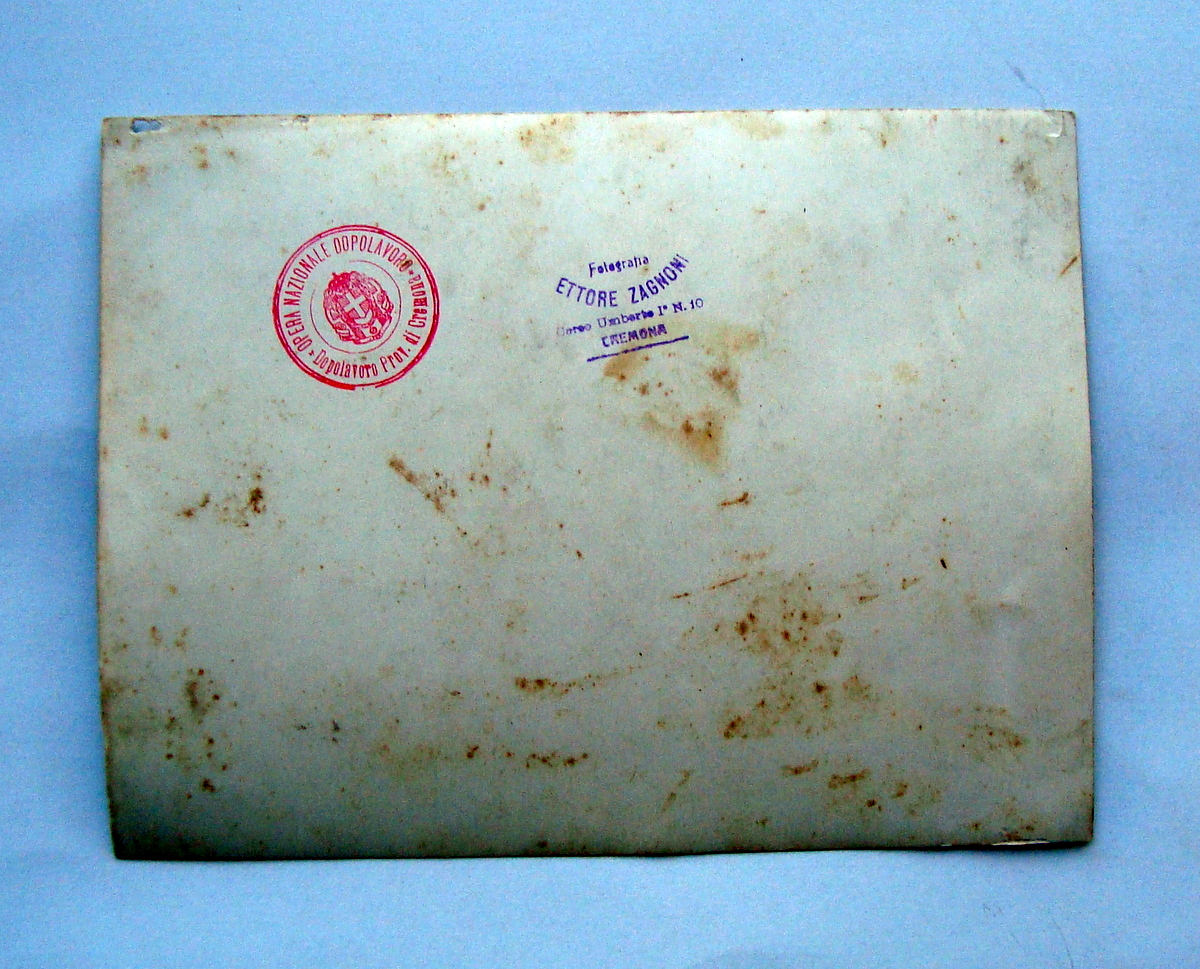 OPERA NAZIONALE DOPOLAVORO
Dopolavoro Prov. di Cremona
Fotografia
ETTORE ZAGNONI
Corso Umberto I° N. 10
CREMONA